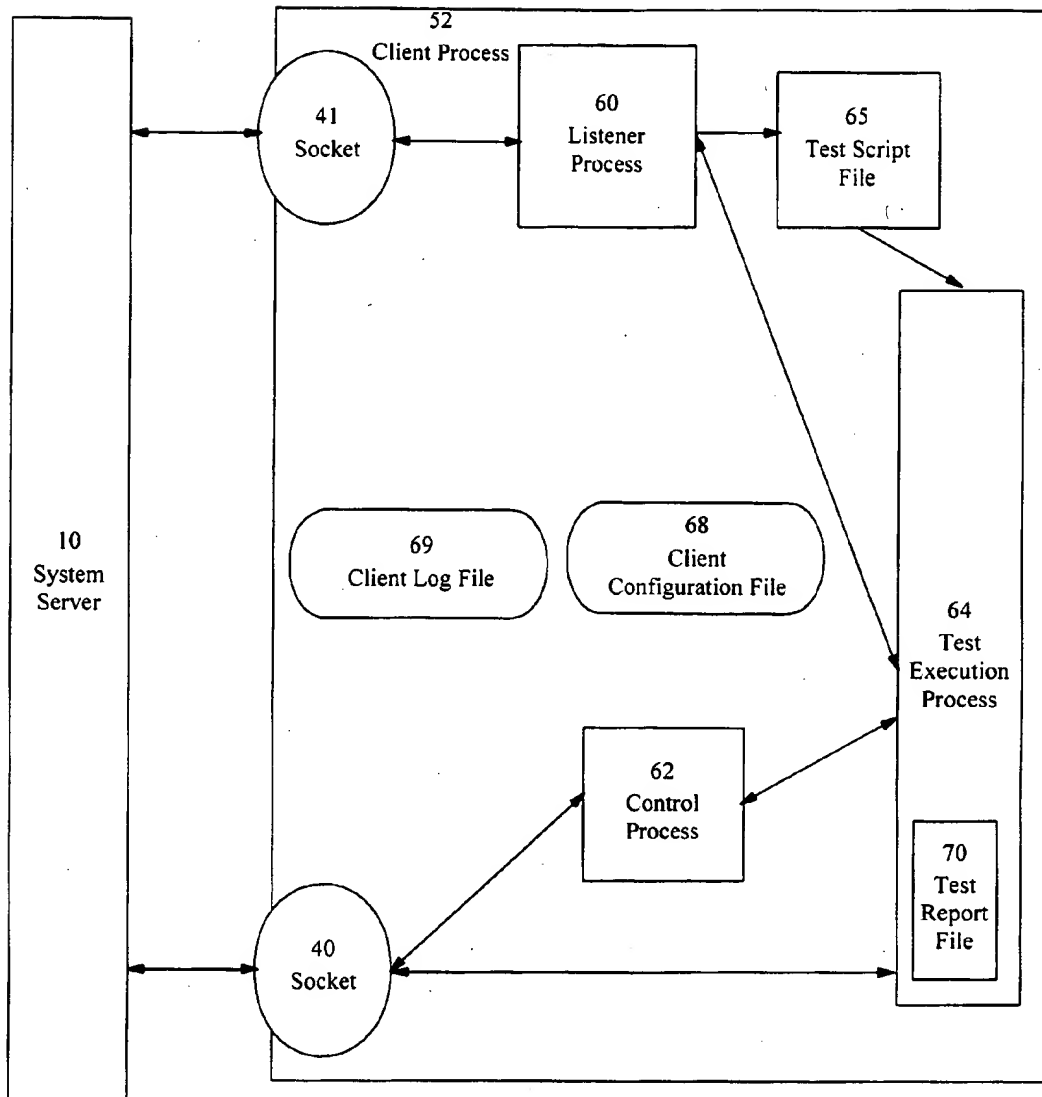 52
Client Process
41
Socket
60
Listener
Process
65
Test Script
File
10
System
Server
69
Client Log File
68
Client
Configuration File
64
Test
Execution
Process
62
Control
Process
70
Test
Report
File
40
Socket